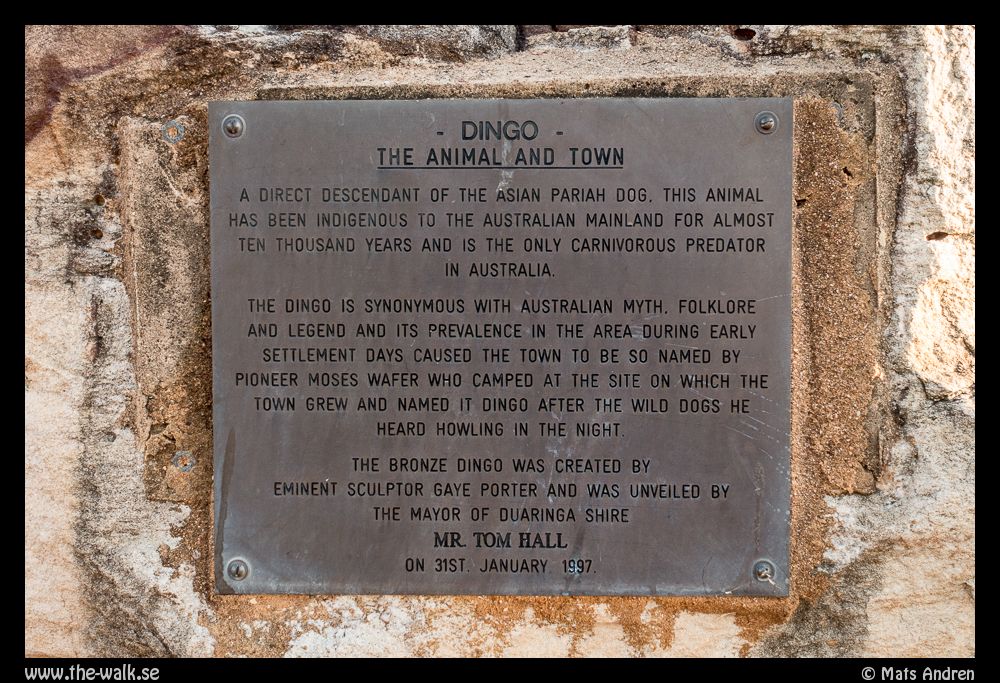 - DINGO -
THE ANIMAL AND TOWN
A DIRECT DESCENDANT OF THE ASIAN PARIAH DOG, THIS ANIMAL
HAS BEEN INDIGENOUS TO THE AUSTRALIAN MAINLAND FOR ALMOST
TEN THOUSAND YEARS AND IS THE ONLY CARNIVOROUS PREDATOR
IN AUSTRALIA.
THE DINGO IS SYNONYMOUS WITH AUSTRALIAN MYTH, FOLKLORE
AND LEGEND AND ITS PREVALENCE IN THE AREA DURING EARLY
SETTLEMENT DAYS CAUSED THE TOWN TO BE SO NAMED BY
PIONEER MOSES WAFER WHO CAMPED AT THE SITE ON WHICH THE
TOWN GREW AND NAMED IT DINGO AFTER THE WILD DOGS HE
HEARD HOWLING IN THE NIGHT.
THE BRONZE DINGO WAS CREATED BY
EMINENT SCULPTOR GAYE PORTER AND WAS UNVEILED BY
THE MAYOR OF DUARINGA SHIRE
MR. TOM HALL
ON 31ST. JANUARY 1997.
www.the-walk.se
© Mats Andren